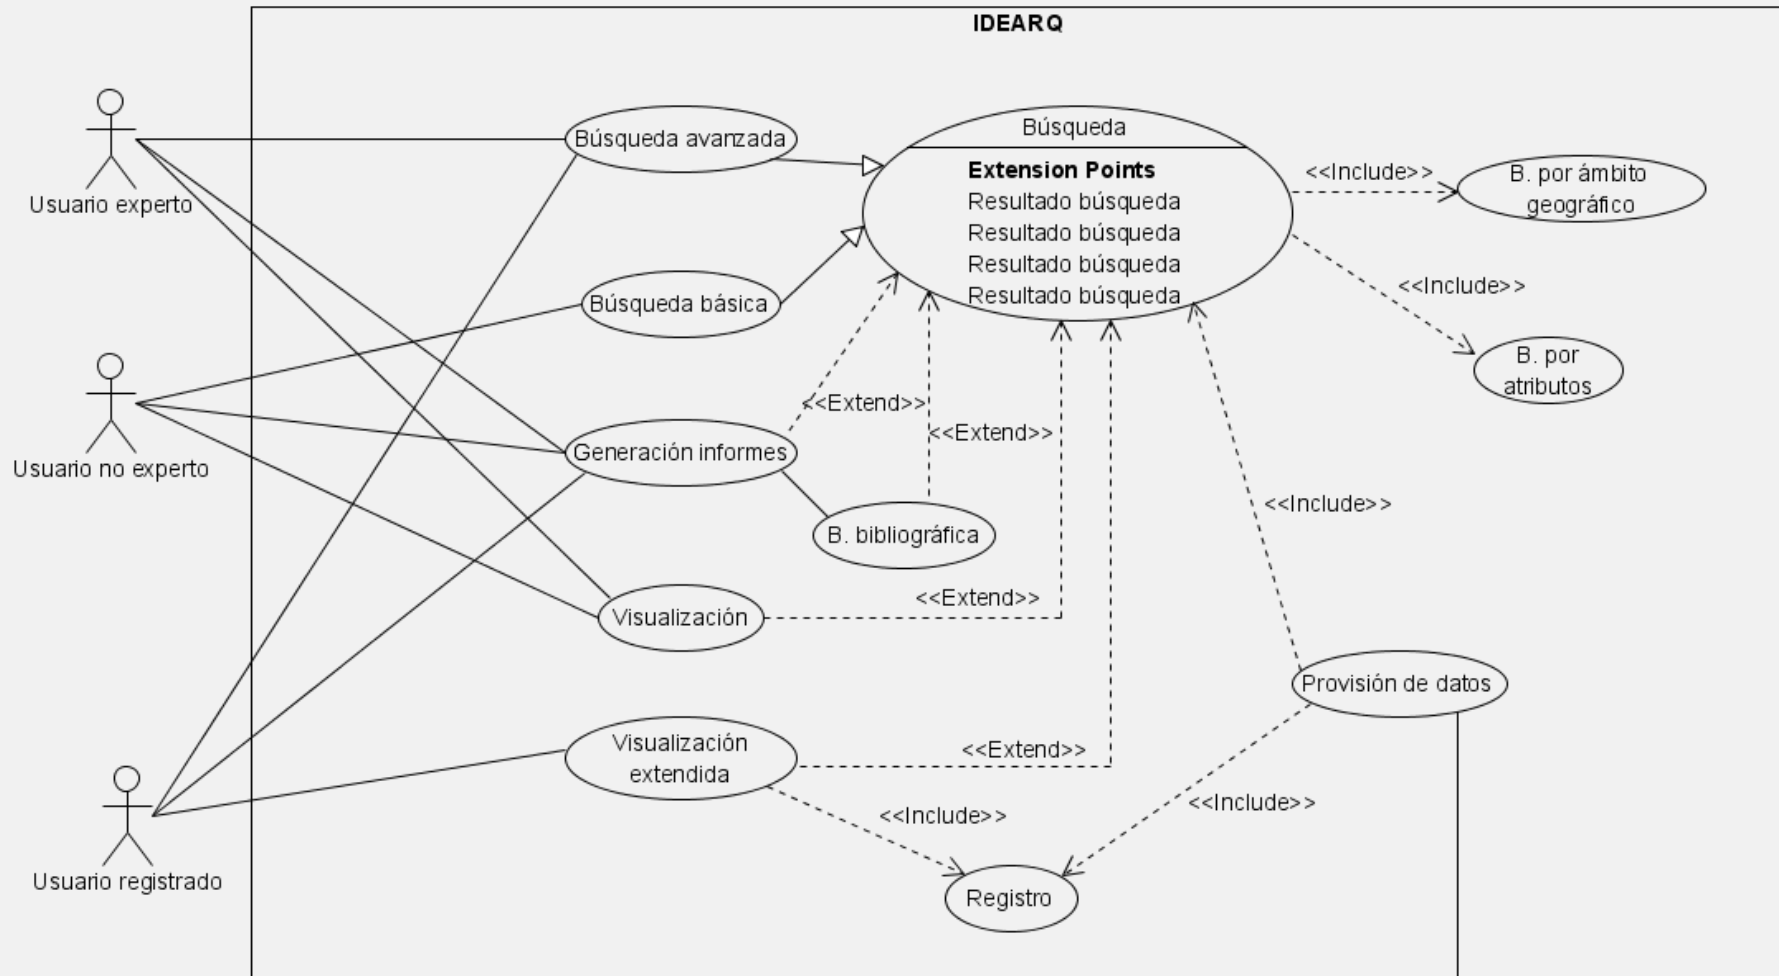 IDEARQ
Usuario experto
Búsqueda avanzada
Búsqueda
Extension Points
Resultado búsqueda
Resultado búsqueda
Resultado búsqueda
Resultado búsqueda
<<Include>>
B. por ámbito
geográfico
<<Include>>
B. por
atributos
Búsqueda básica
Usuario no experto
<<Extend>>
<<Extend>>
Generación informes
B. bibliográfica
<<Include>>
Visualización
<<Extend>>
Provisión de datos
Visualización
extendida
<<Extend>>
<<Include>>
<<Include>>
Usuario registrado
Registro